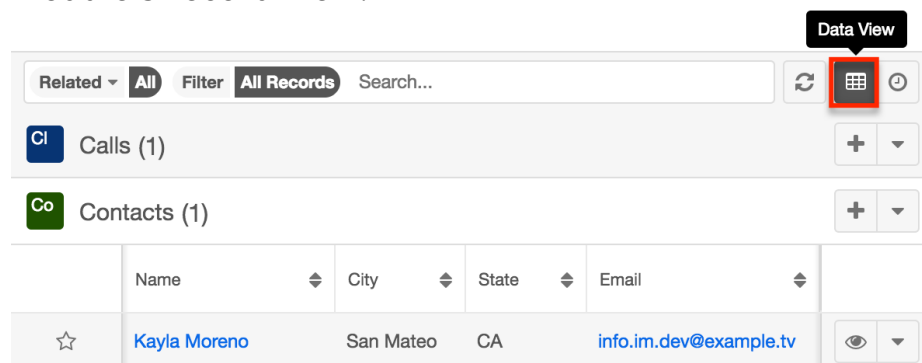 Data View
Related All Filter All Records Search...
Cl Calls (1)
Co Contacts (1)
Name City State Email
Kayla Moreno San Mateo CA info.im.dev@example.tv